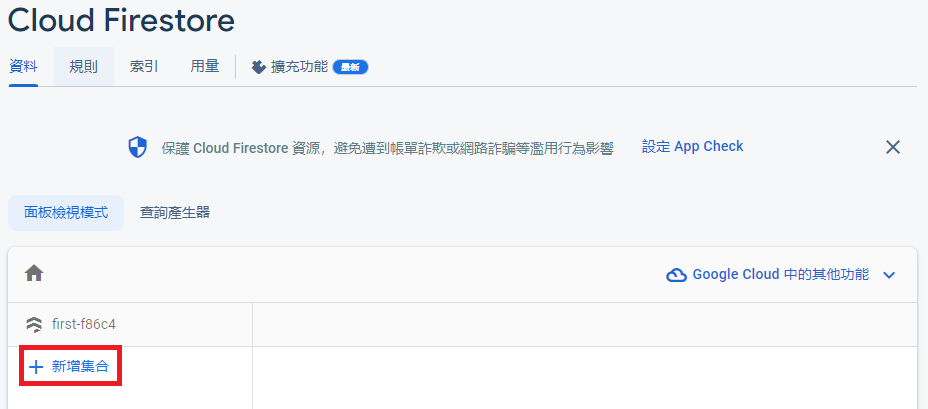 Cloud Firestore
資料 規則 索引 用量 擴充功能 最新
保護 Cloud Firestore 資源，避免遭到帳單詐欺或網路詐騙等濫用行為影響 設定 App Check
面板檢視模式 查詢產生器
Google Cloud 中的其他功能
first-f86c4
新增集合